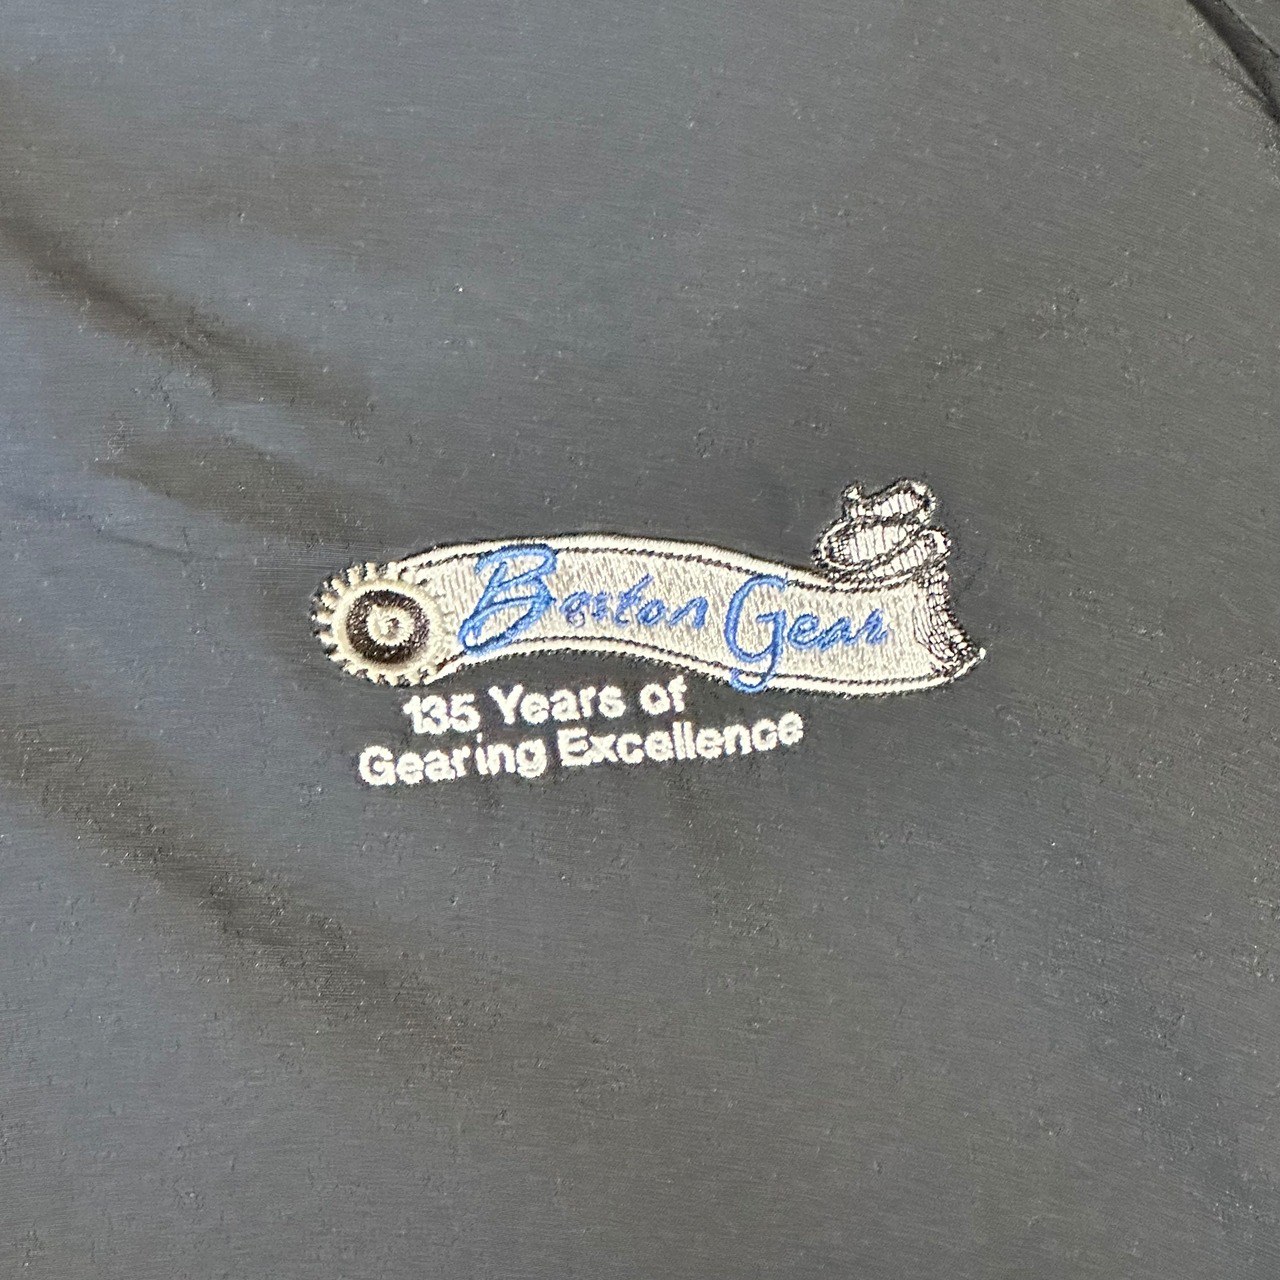 Boston Gear
135 Years of
Gearing Excellence